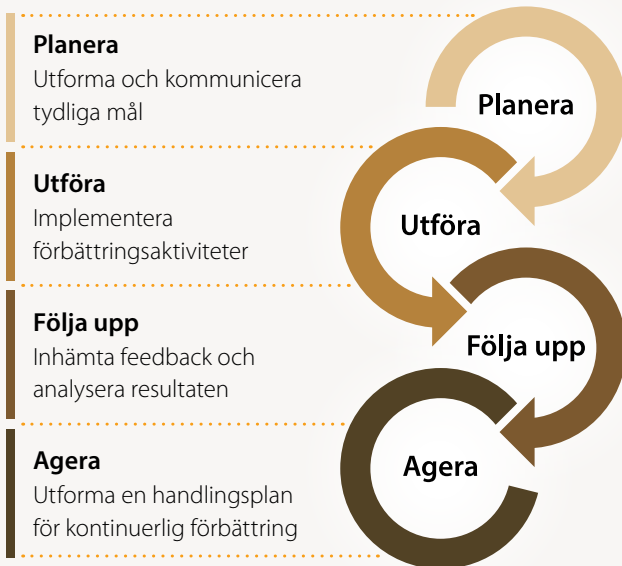 Planera
Utforma och kommunicera
tydliga mål
Planera
Utföra
Implementera
förbättringsaktiviteter
Utföra
Följa upp
Inhämta feedback och
analysera resultaten
Följa upp
Agera
Utforma en handlingsplan
för kontinuerlig förbättring
Agera